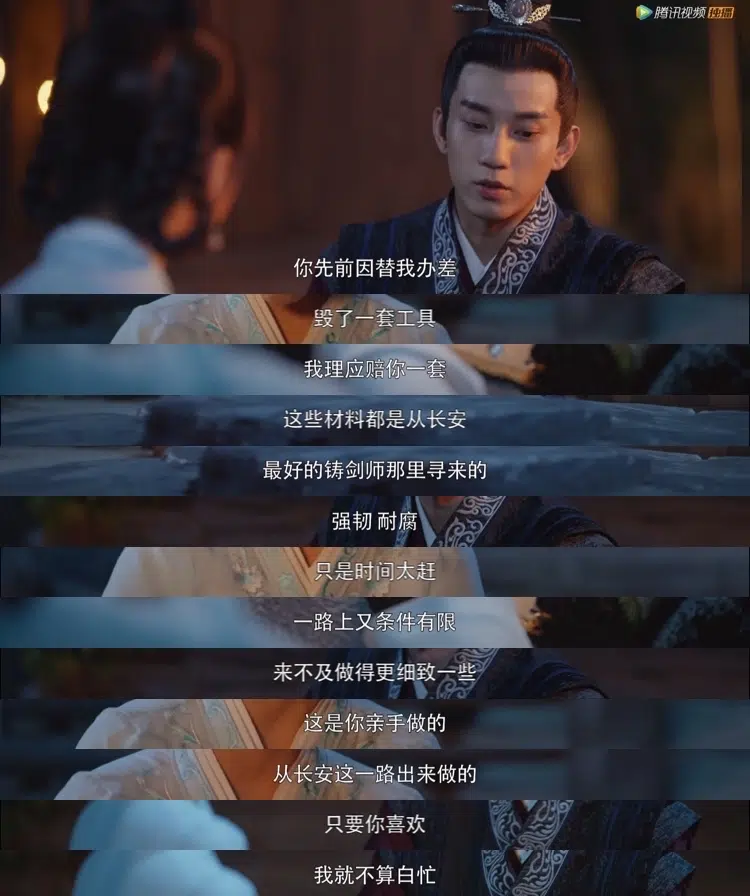 腾讯视频 独播
你先前因替我办差
毁了一套工具
我理应赔你一套
这些材料都是从长安
最好的铸剑师那里寻来的
强韧 耐腐
只是时间太赶
一路上又条件有限
来不及做得更细致一些
这是你亲手做的
从长安这一路出来做的
只要你喜欢
我就不算白忙